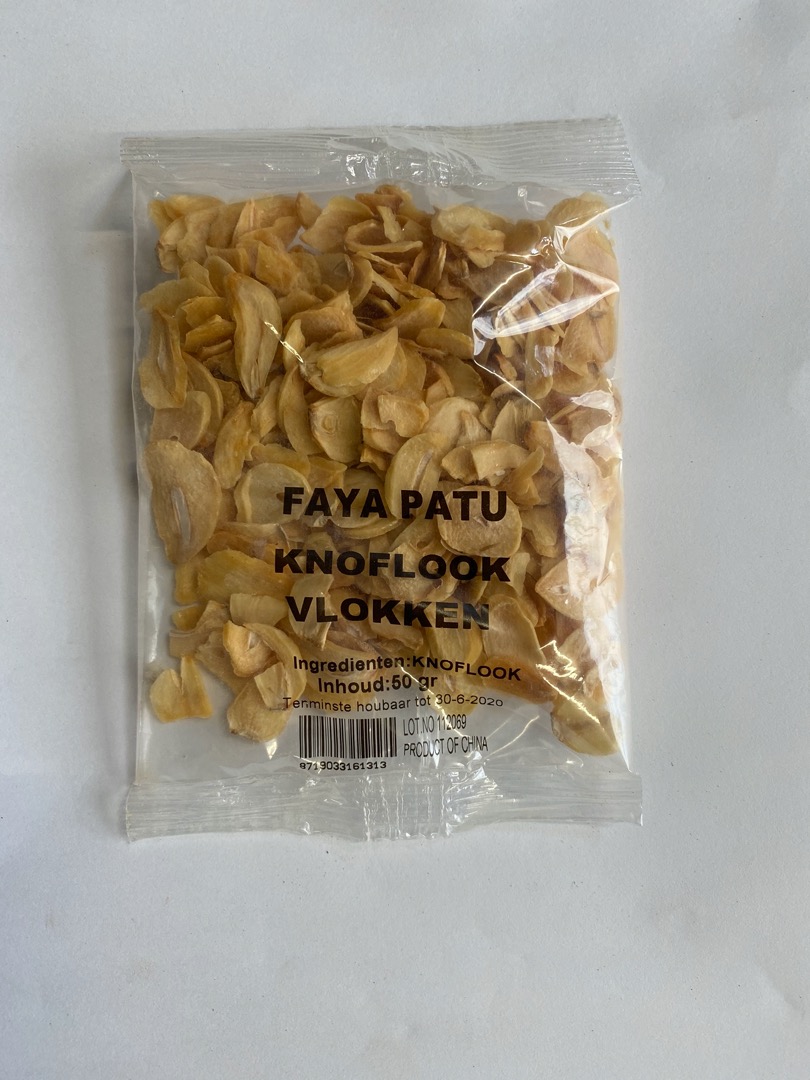 FAYA PATU
KNOFLOOK
VLOKKEN
Ingredienten:KNOFLOOK
Inhoud:50 gr
Tenminste houbaar tot 30-6-2020
LOT.NO 112069
PRODUCT OF CHINA
8719033161313